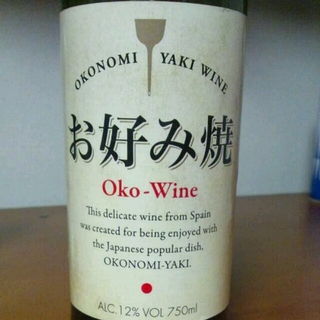 OKONOMI YAKI WINE
お好み焼
Oko-Wine
This delicate wine from Spain
was created for being enjoyed with
the Japanese popular dish,
OKONOMI-YAKI.
ALC.12% VOL 750ml